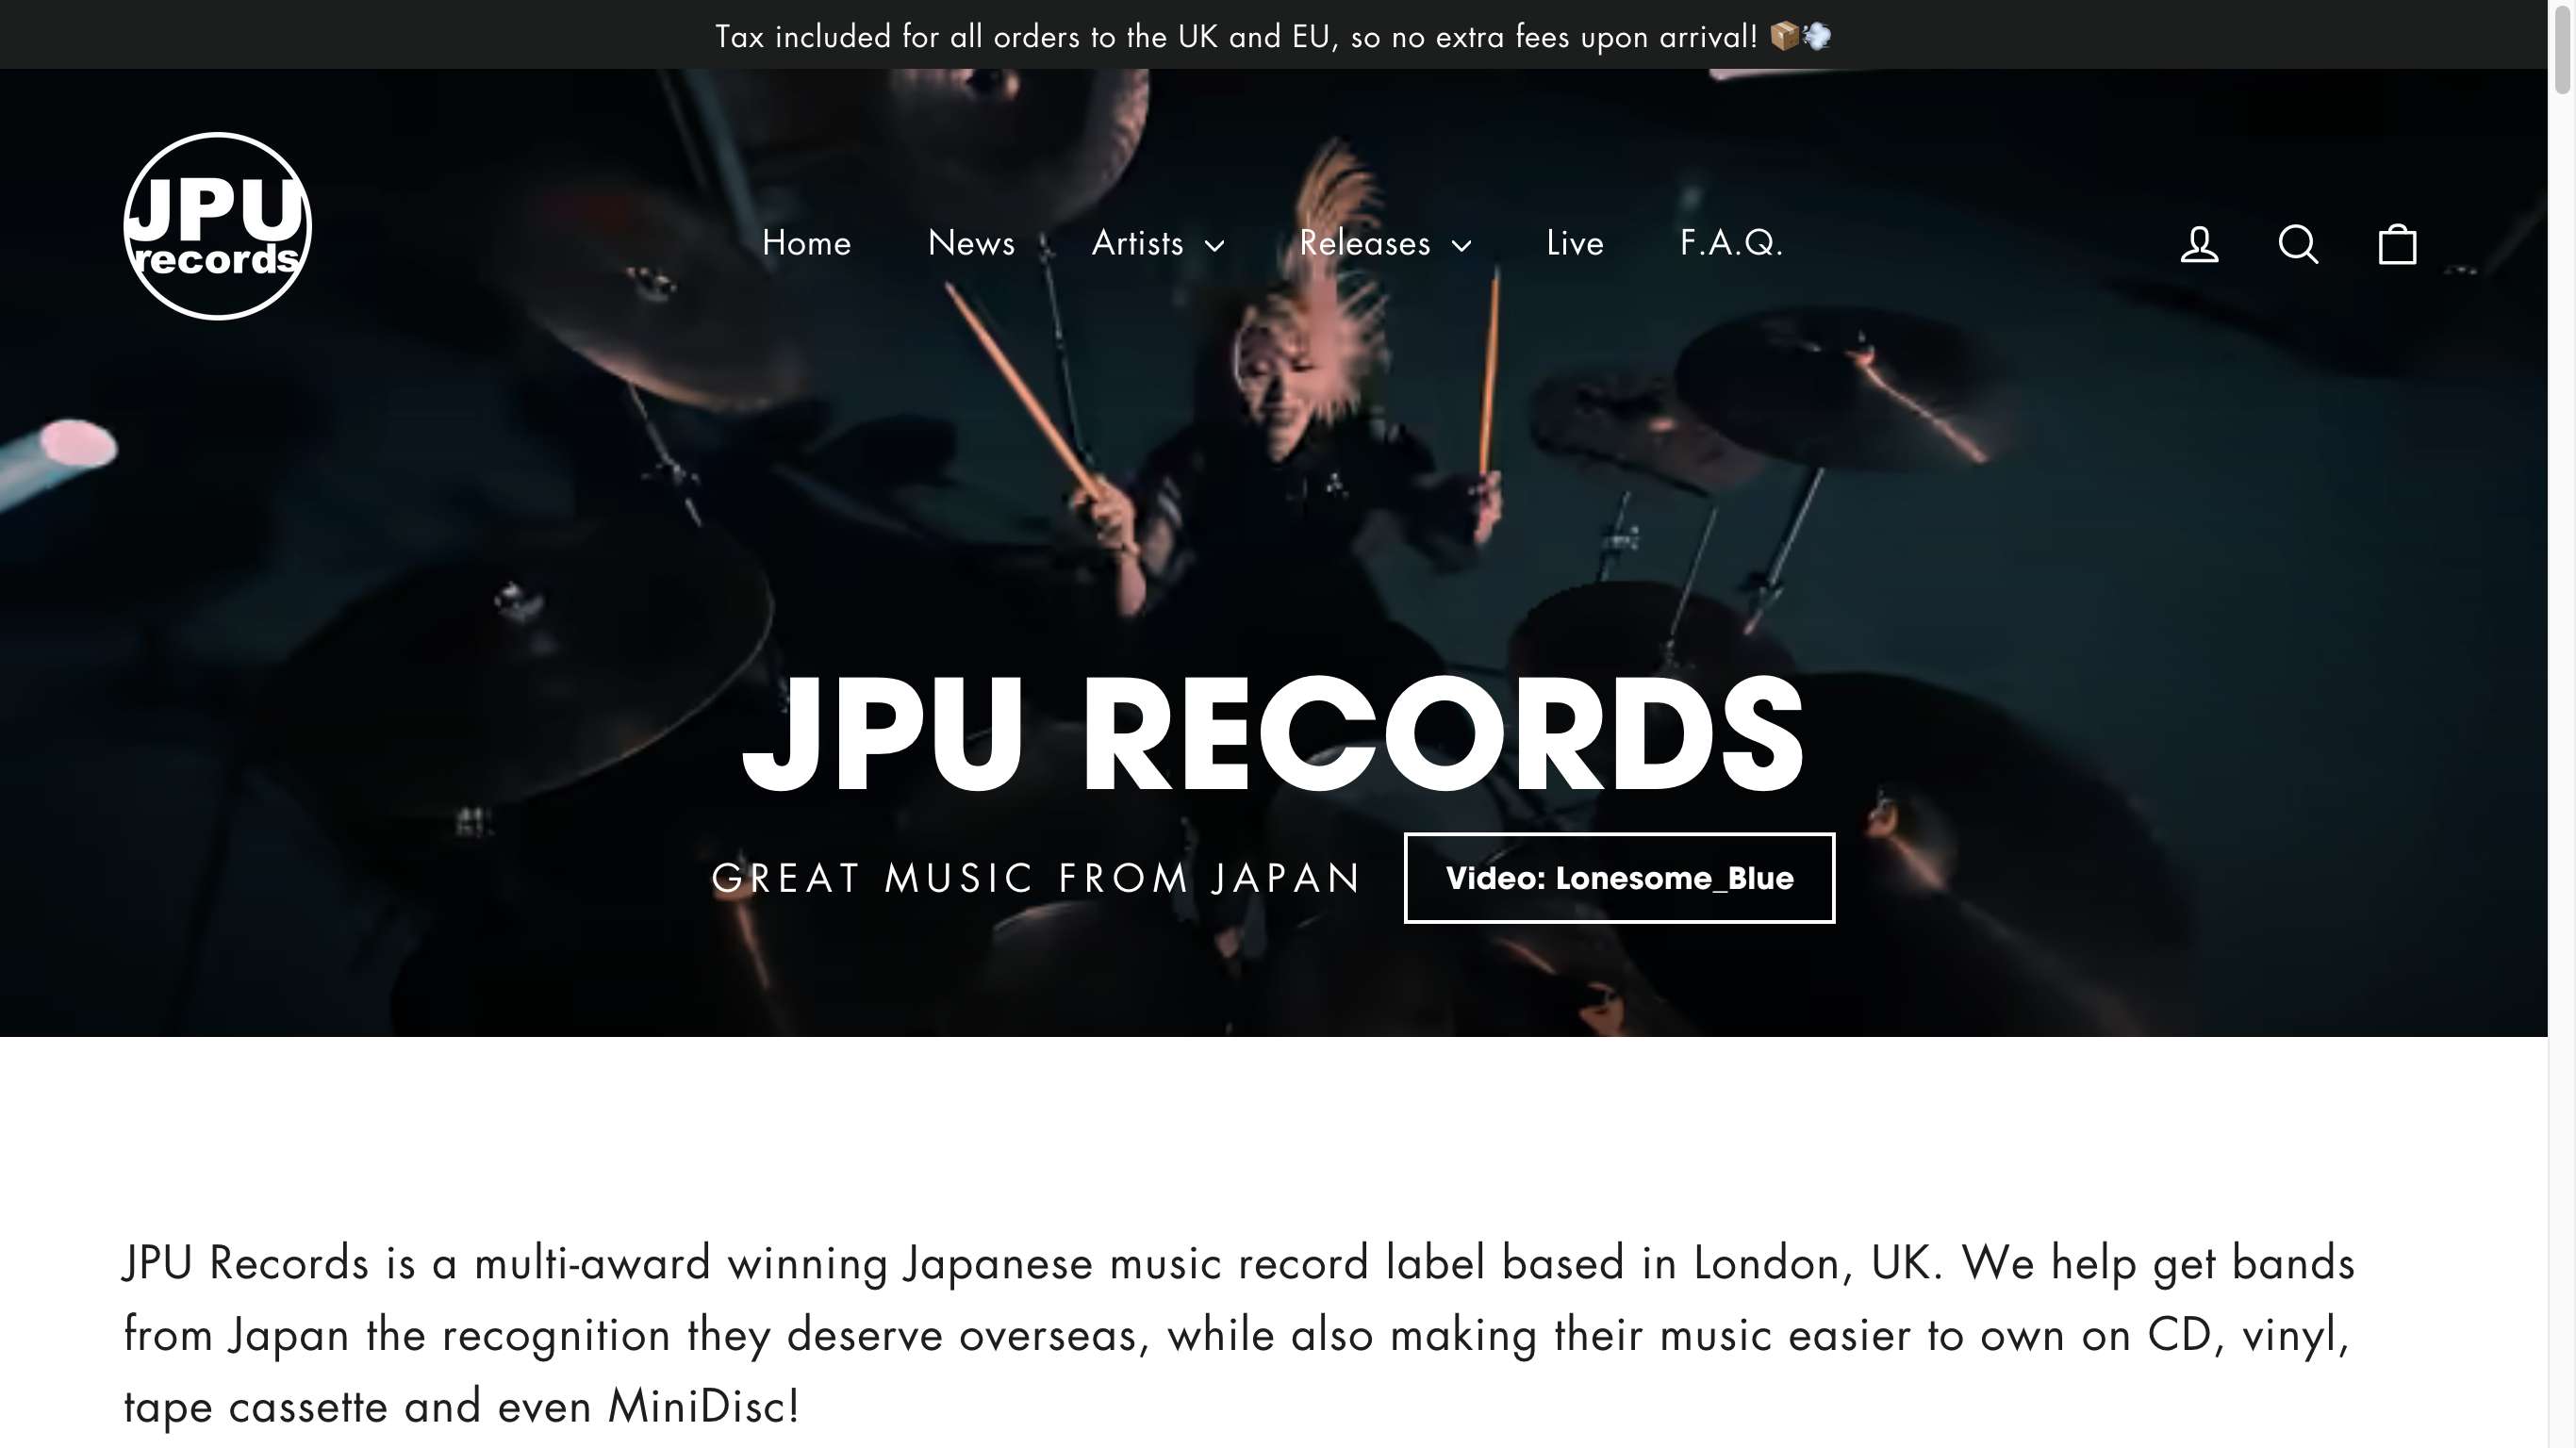 Tax included for all orders to the UK and EU, so no extra fees upon arrival! 📦💨
JPU
records
Home
News
Artists
Releases
Live
F.A.Q.
JPU RECORDS
GREAT MUSIC FROM JAPAN
Video: Lonesome_Blue
JPU Records is a multi-award winning Japanese music record label based in London, UK. We help get bands
from Japan the recognition they deserve overseas, while also making their music easier to own on CD, vinyl,
tape cassette and even MiniDisc!